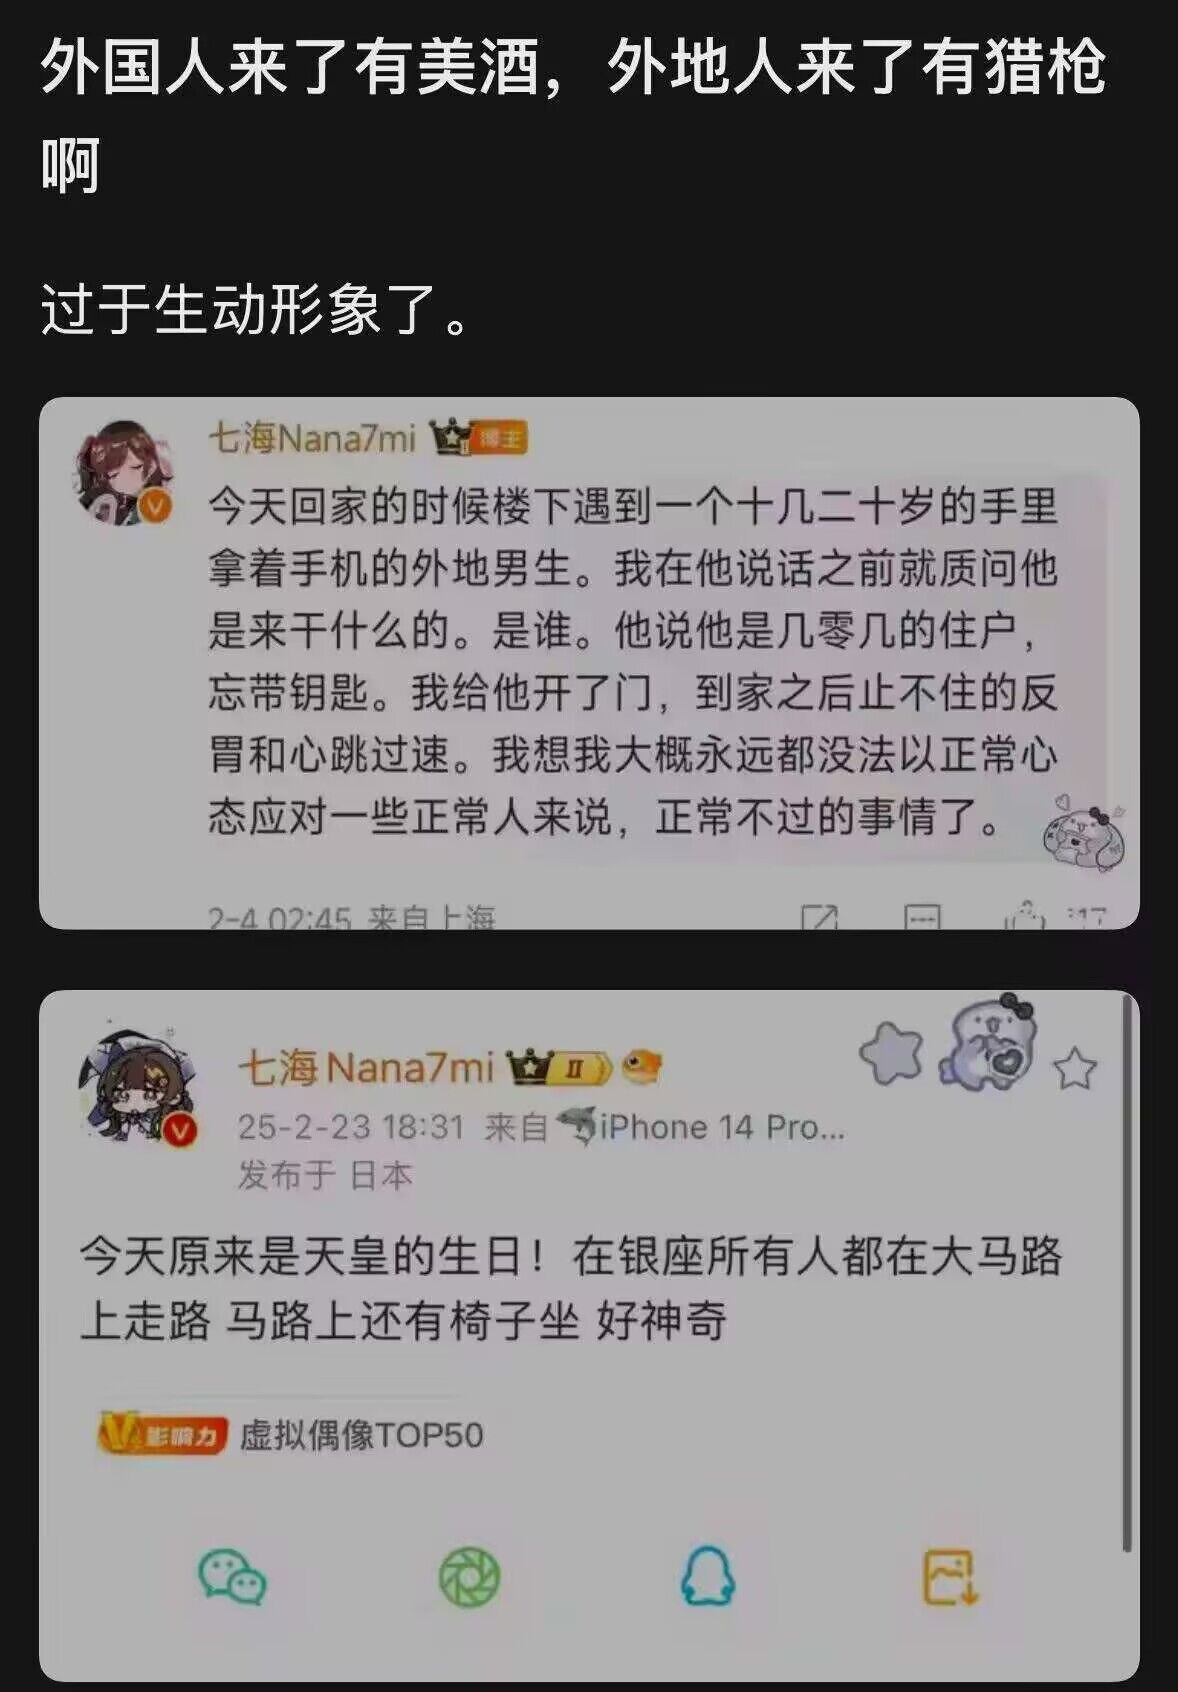 外国人来了有美酒，外地人来了有猎枪
啊
过于生动形象了。
七海Nana7mi
博主
今天回家的时候楼下遇到一个十几二十岁的手里
拿着手机的外地男生。我在他说话之前就质问他
是来干什么的。是谁。他说他是几零几的住户，
忘带钥匙。我给他开了门，到家之后止不住的反
胃和心跳过速。我想我大概永远都没法以正常心
态应对一些正常人来说，正常不过的事情了。
2-4 02:45 来自上海
七海Nana7mi II
25-2-23 18:31 来自 iPhone 14 Pro...
发布于 日本
今天原来是天皇的生日！在银座所有人都在大马路
上走路 马路上还有椅子坐 好神奇
影响力 虚拟偶像TOP50